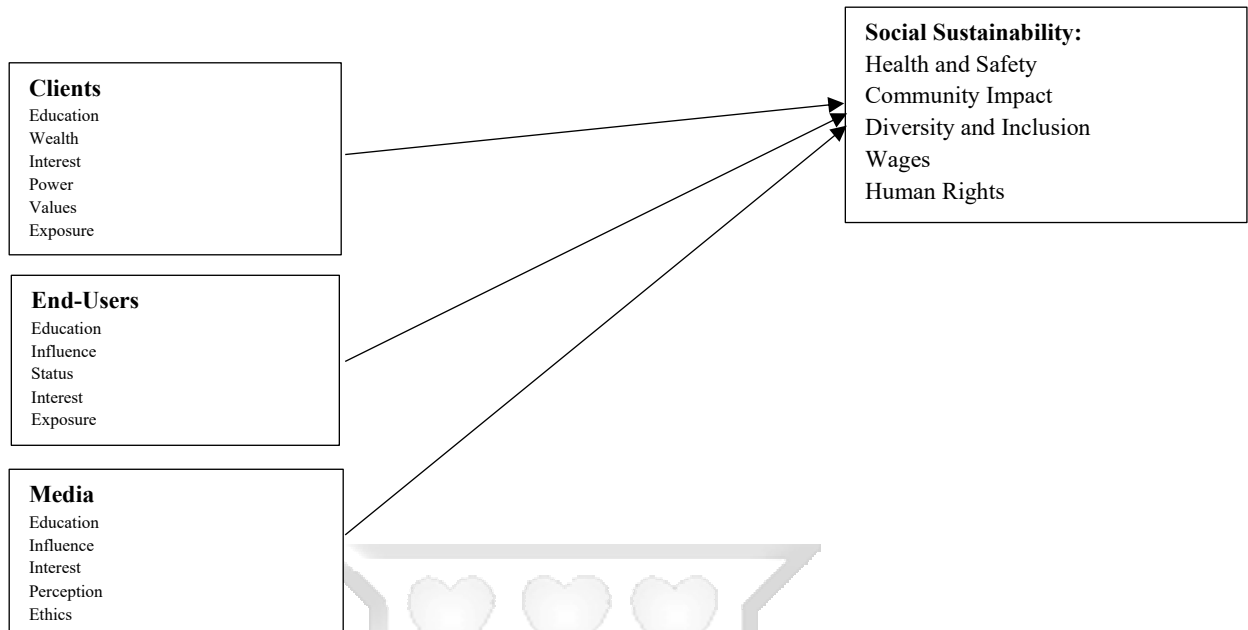 Clients
Education
Wealth
Interest
Power
Values
Exposure
End-Users
Education
Influence
Status
Interest
Exposure
Media
Education
Influence
Interest
Perception
Ethics
Social Sustainability:
Health and Safety
Community Impact
Diversity and Inclusion
Wages
Human Rights